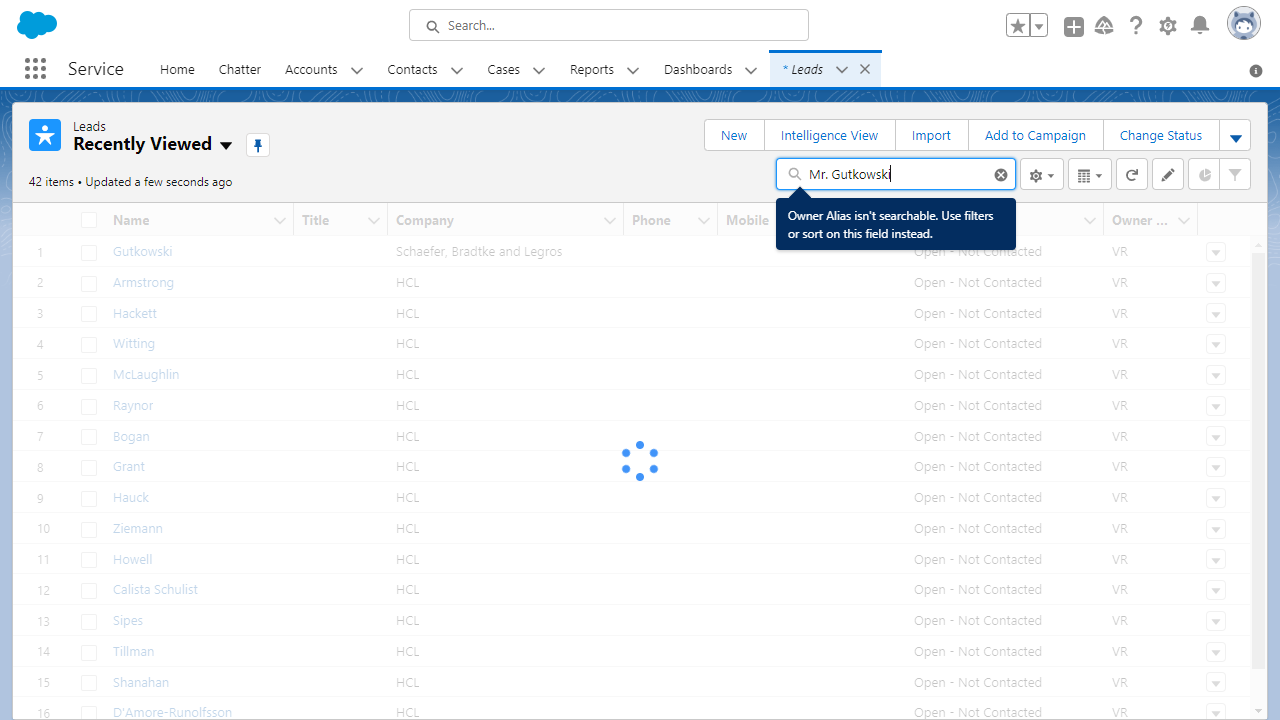 Search...
Service
Home
Chatter
Accounts
Contacts
Cases
Reports
Dashboards
* Leads
Leads
Recently Viewed
New
Intelligence View
Import
Add to Campaign
Change Status
42 items • Updated a few seconds ago
Mr. Gutkowski
Owner Alias isn't searchable. Use filters
or sort on this field instead.
Name
Title
Company
Phone
Mobile
Owner ...
1 Gutkowski Schaefer, Bradtke and Legros Open - Not Contacted VR
2 Armstrong HCL Open - Not Contacted VR
3 Hackett HCL Open - Not Contacted VR
4 Witting HCL Open - Not Contacted VR
5 McLaughlin HCL Open - Not Contacted VR
6 Raynor HCL Open - Not Contacted VR
7 Bogan HCL Open - Not Contacted VR
8 Grant HCL Open - Not Contacted VR
9 Hauck HCL Open - Not Contacted VR
10 Ziemann HCL Open - Not Contacted VR
11 Howell HCL Open - Not Contacted VR
12 Calista Schulist HCL Open - Not Contacted VR
13 Sipes HCL Open - Not Contacted VR
14 Tillman HCL Open - Not Contacted VR
15 Shanahan HCL Open - Not Contacted VR
16 D'Amore-Runolfsson HCL Open - Not Contacted VR